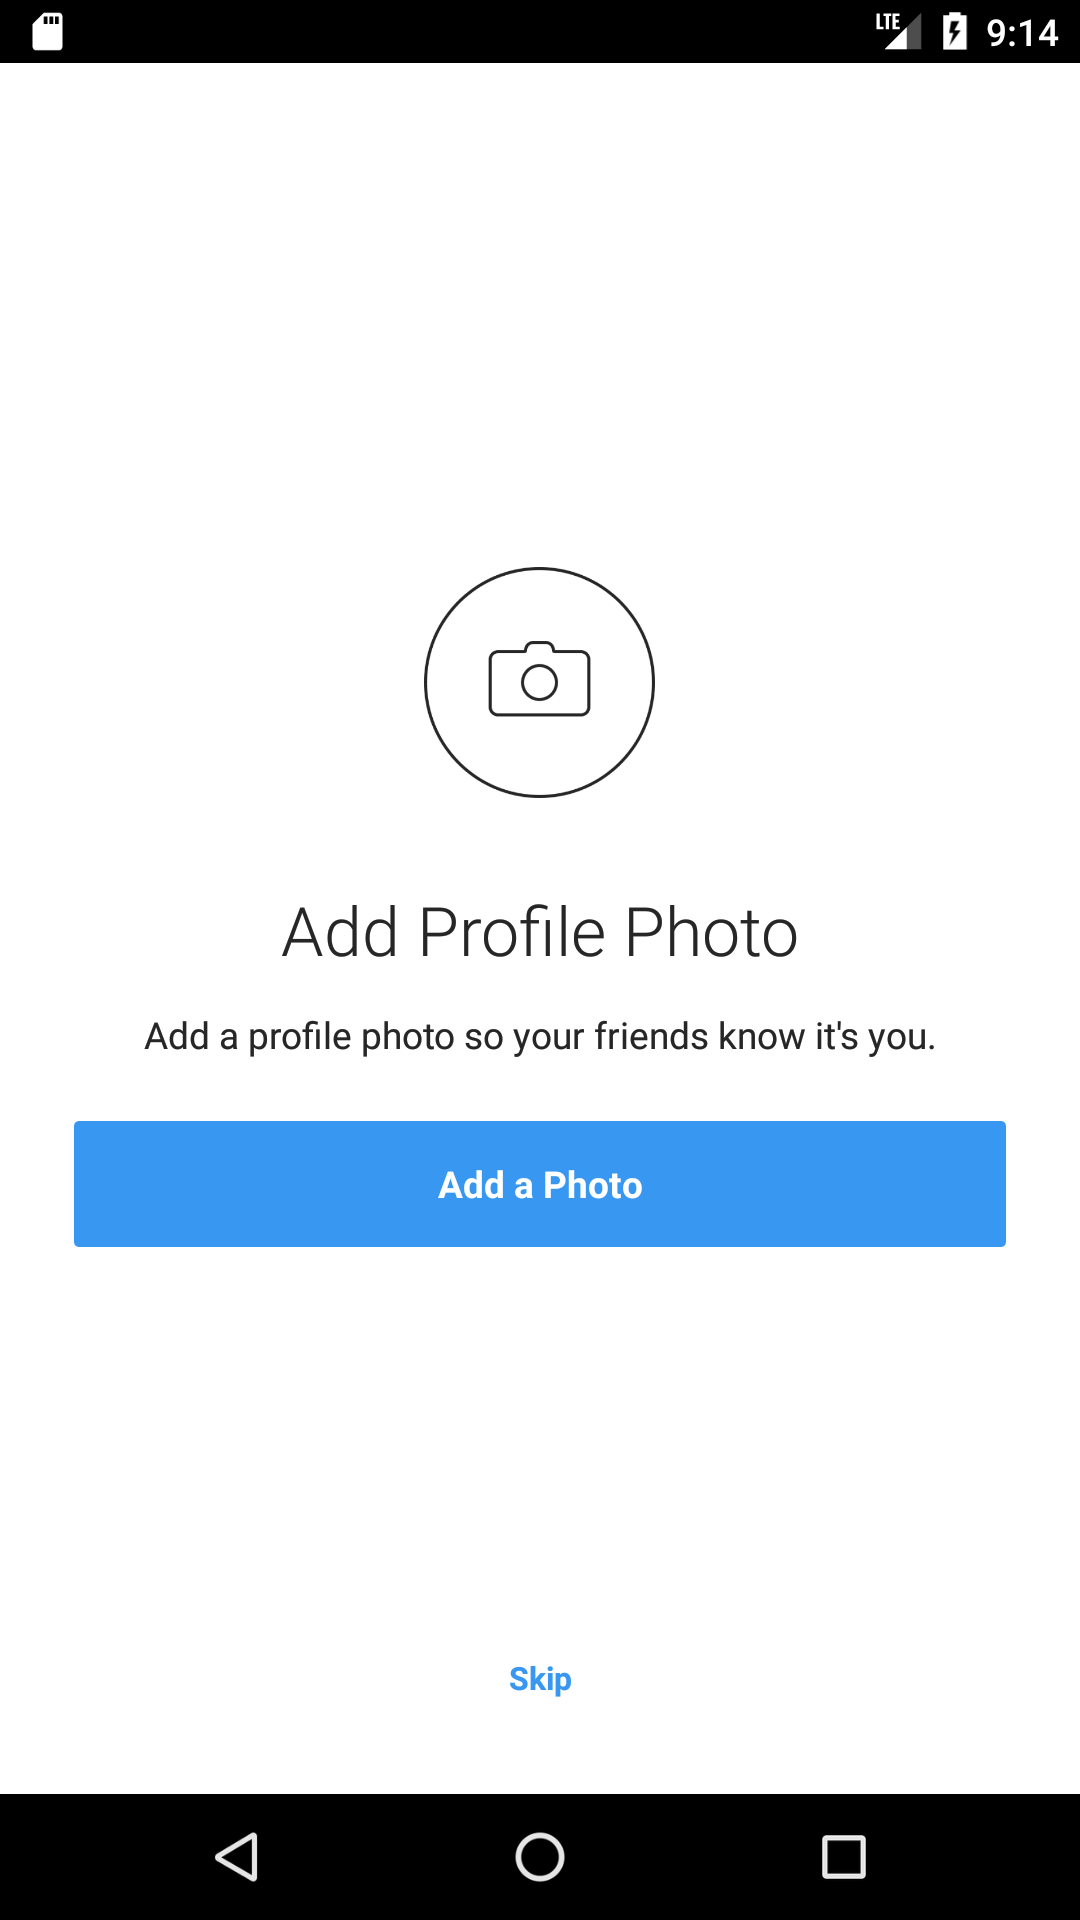 LTE 9:14
Add Profile Photo
Add a profile photo so your friends know it's you.
Add a Photo
Skip